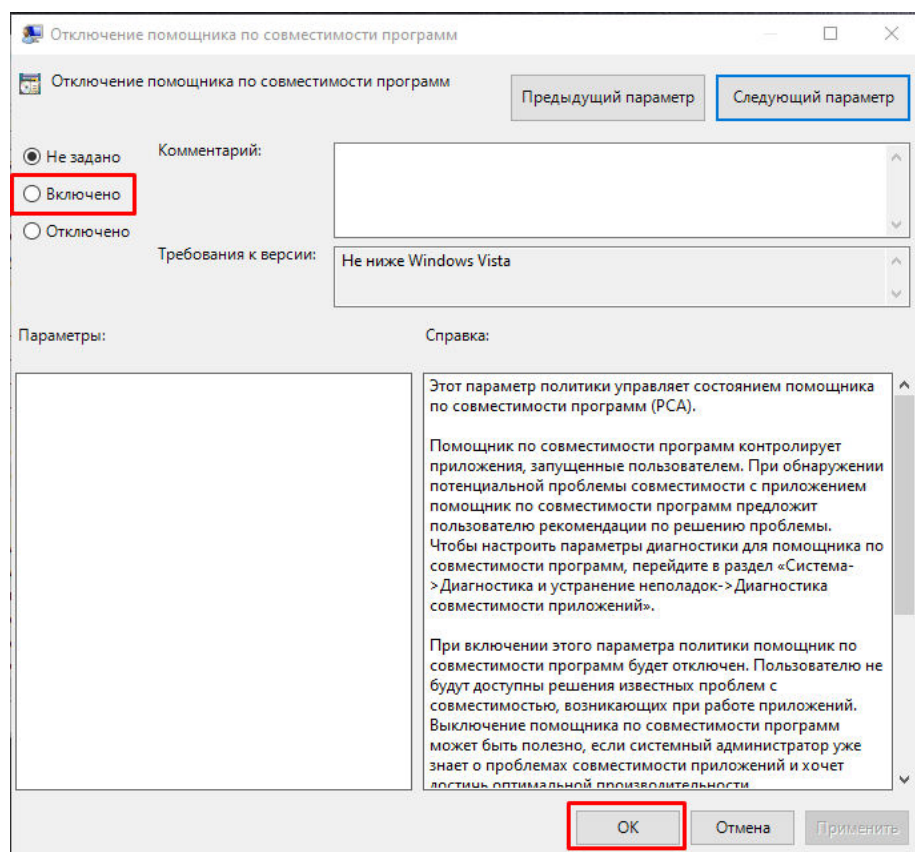 Отключение помощника по совместимости программ
Отключение помощника по совместимости программ
Предыдущий параметр
Следующий параметр
Не задано
Комментарий:
Включено
Отключено
Требования к версии:
Не ниже Windows Vista
Параметры:
Справка:
Этот параметр политики управляет состоянием помощника
по совместимости программ (PCA).
Помощник по совместимости программ контролирует
приложения, запущенные пользователем. При обнаружении
потенциальной проблемы совместимости с приложением
помощник по совместимости программ предложит
пользователю рекомендации по решению проблемы.
Чтобы настроить параметры диагностики для помощника по
совместимости программ, перейдите в раздел «Система-
>Диагностика и устранение неполадок->Диагностика
совместимости приложений».
При включении этого параметра политики помощник по
совместимости программ будет отключен. Пользователю не
будут доступны решения известных проблем с
совместимостью, возникающих при работе приложений.
Выключение помощника по совместимости программ
может быть полезно, если системный администратор уже
знает о проблемах совместимости приложений и хочет
достичь оптимальной производительности
ОК
Отмена
Применить